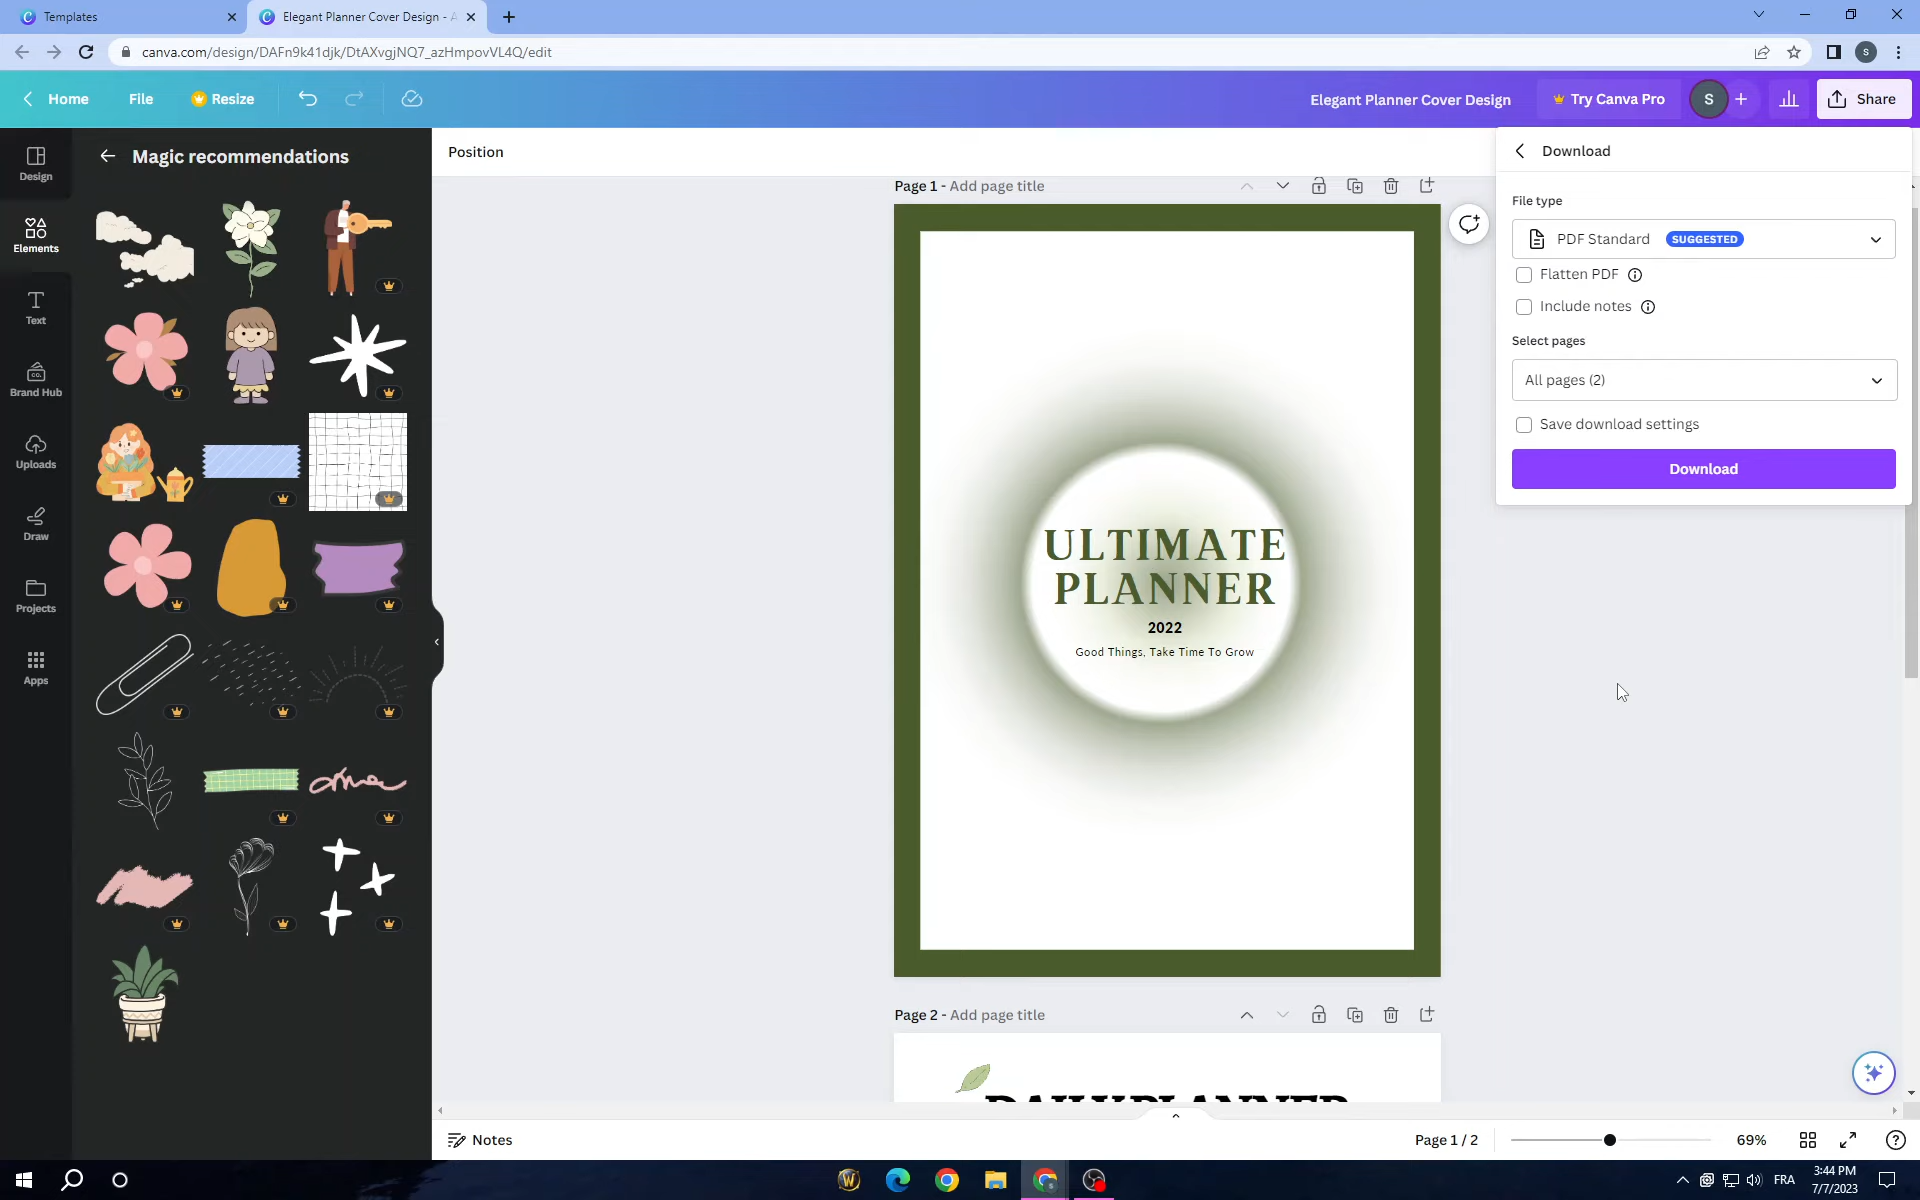 Templates
Elegant Planner Cover Design - A
canva.com/design/DAFn9k41djk/DtAXvgjNQ7_azHmpovVL4Q/edit
S
Home
File
Resize
Elegant Planner Cover Design
Try Canva Pro
S
Share
Design
Elements
Text
Brand Hub
Uploads
Draw
Projects
Apps
Magic recommendations
Position
Page 1 - Add page title
ULTIMATE
PLANNER
2022
Good Things, Take Time To Grow
Page 2 - Add page title
DAILY PLANNER
Download
File type
PDF Standard SUGGESTED
Flatten PDF
Include notes
Select pages
All pages (2)
Save download settings
Download
Notes
Page 1 / 2
69%
FRA
3:44 PM
7/7/2023